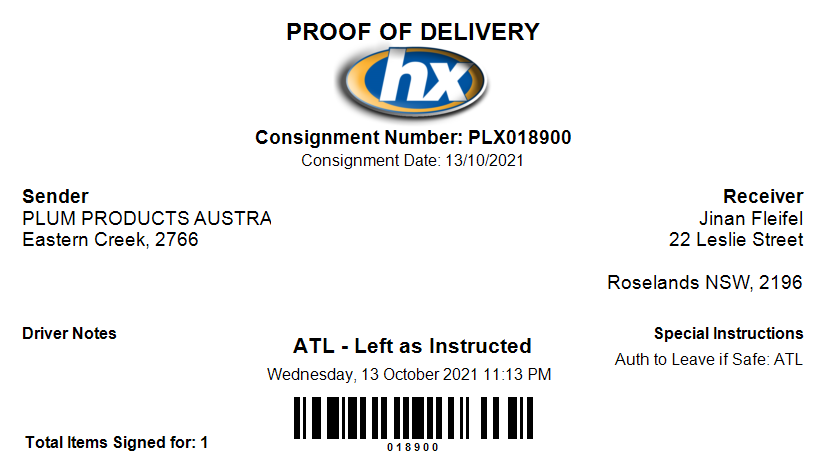 PROOF OF DELIVERY
hx
Consignment Number: PLX018900
Consignment Date: 13/10/2021
Sender
PLUM PRODUCTS AUSTRA
Eastern Creek, 2766
Receiver
Jinan Fleifel
22 Leslie Street
Roselands NSW, 2196
Driver Notes
ATL - Left as Instructed
Wednesday, 13 October 2021 11:13 PM
Special Instructions
Auth to Leave if Safe: ATL
018900
Total Items Signed for: 1